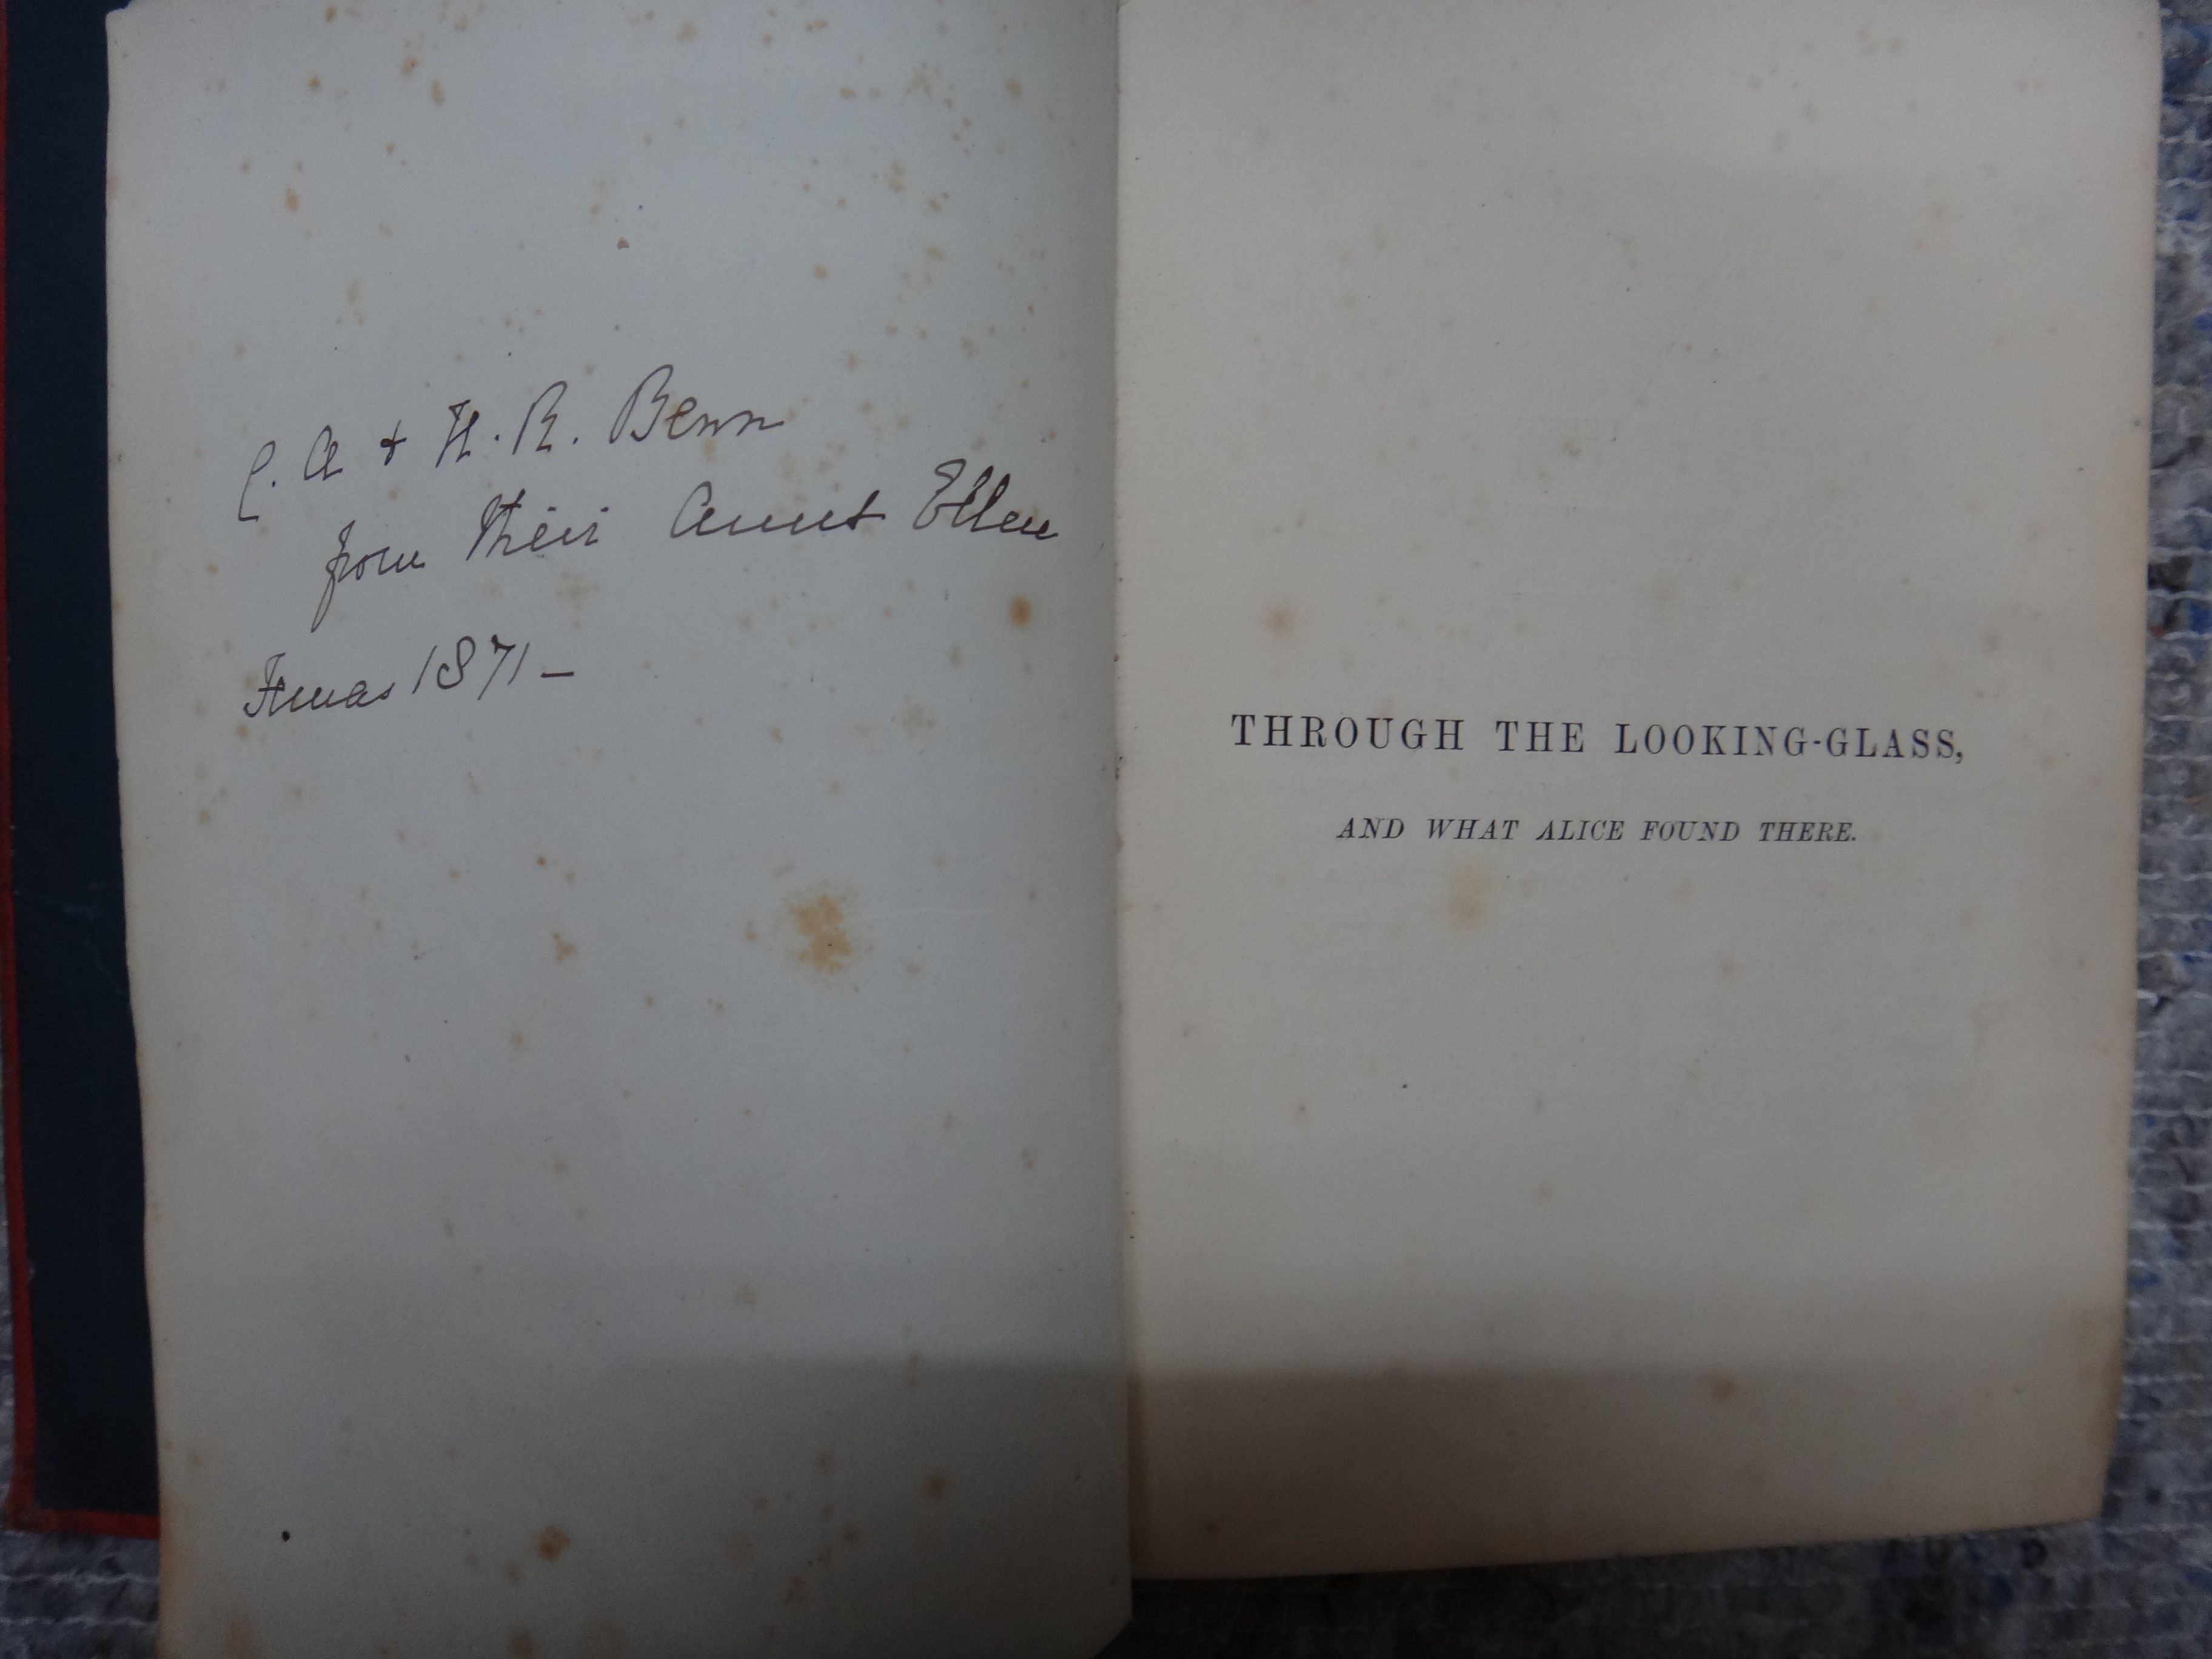 C. A & H. R. Benn
from their Aunt Ellen
Xmas 1871 –
THROUGH THE LOOKING-GLASS,
AND WHAT ALICE FOUND THERE.